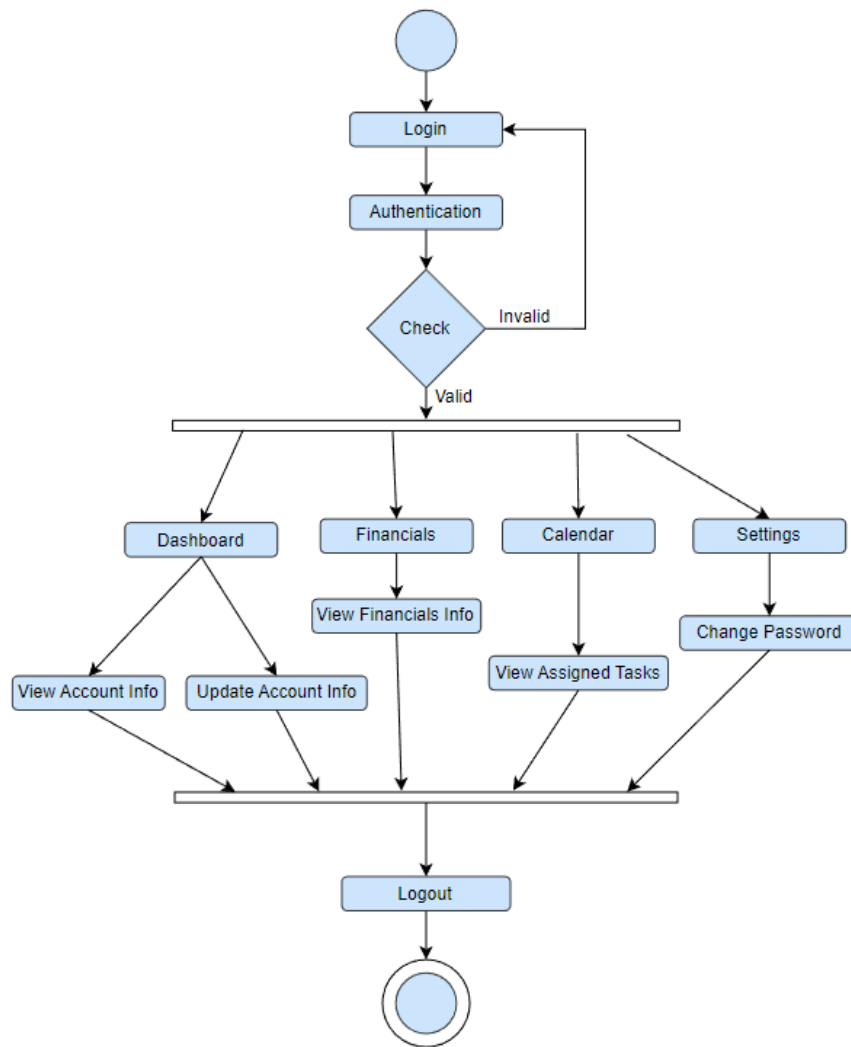 Login
Authentication
Check
Invalid
Valid
Dashboard
Financials
Calendar
Settings
View Financials Info
Change Password
View Account Info
Update Account Info
View Assigned Tasks
Logout